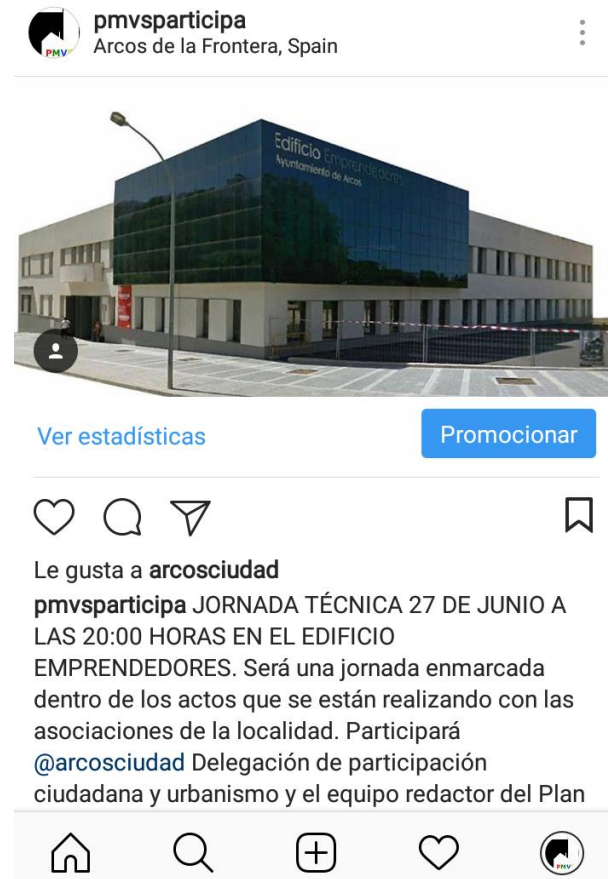 pmvsparticipa
Arcos de la Frontera, Spain
PMV
Edificio Emprendedores
Ayuntamiento de Arcos
Ver estadísticas
Promocionar
Le gusta a arcosciudad
pmvsparticipa JORNADA TÉCNICA 27 DE JUNIO A
LAS 20:00 HORAS EN EL EDIFICIO
EMPRENDEDORES. Será una jornada enmarcada
dentro de los actos que se están realizando con las
asociaciones de la localidad. Participará
@arcosciudad Delegación de participación
ciudadana y urbanismo y el equipo redactor del Plan
PMV